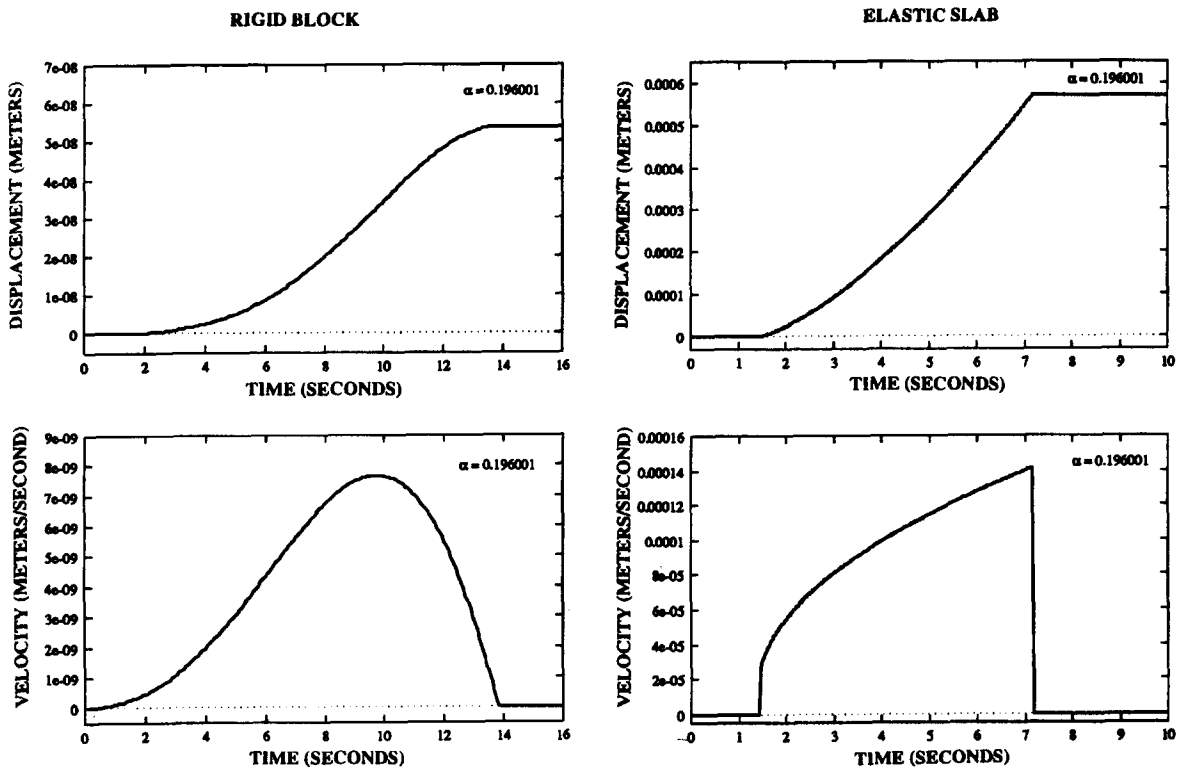 RIGID BLOCK
DISPLACEMENT (METERS)
7e-08
6e-08
5e-08
4e-08
3e-08
2e-08
1e-08
0
α = 0.196001
0 2 4 6 8 10 12 14 16
TIME (SECONDS)
ELASTIC SLAB
DISPLACEMENT (METERS)
0.0006
0.0005
0.0004
0.0003
0.0002
0.0001
0
α = 0.196001
0 1 2 3 4 5 6 7 8 9 10
TIME (SECONDS)
VELOCITY (METERS/SECOND)
9e-09
8e-09
7e-09
6e-09
5e-09
4e-09
3e-09
2e-09
1e-09
0
α = 0.196001
0 2 4 6 8 10 12 14 16
TIME (SECONDS)
VELOCITY (METERS/SECOND)
0.00016
0.00014
0.00012
0.0001
8e-05
6e-05
4e-05
2e-05
0
α = 0.196001
-0 1 2 3 4 5 6 7 8 9 10
TIME (SECONDS)